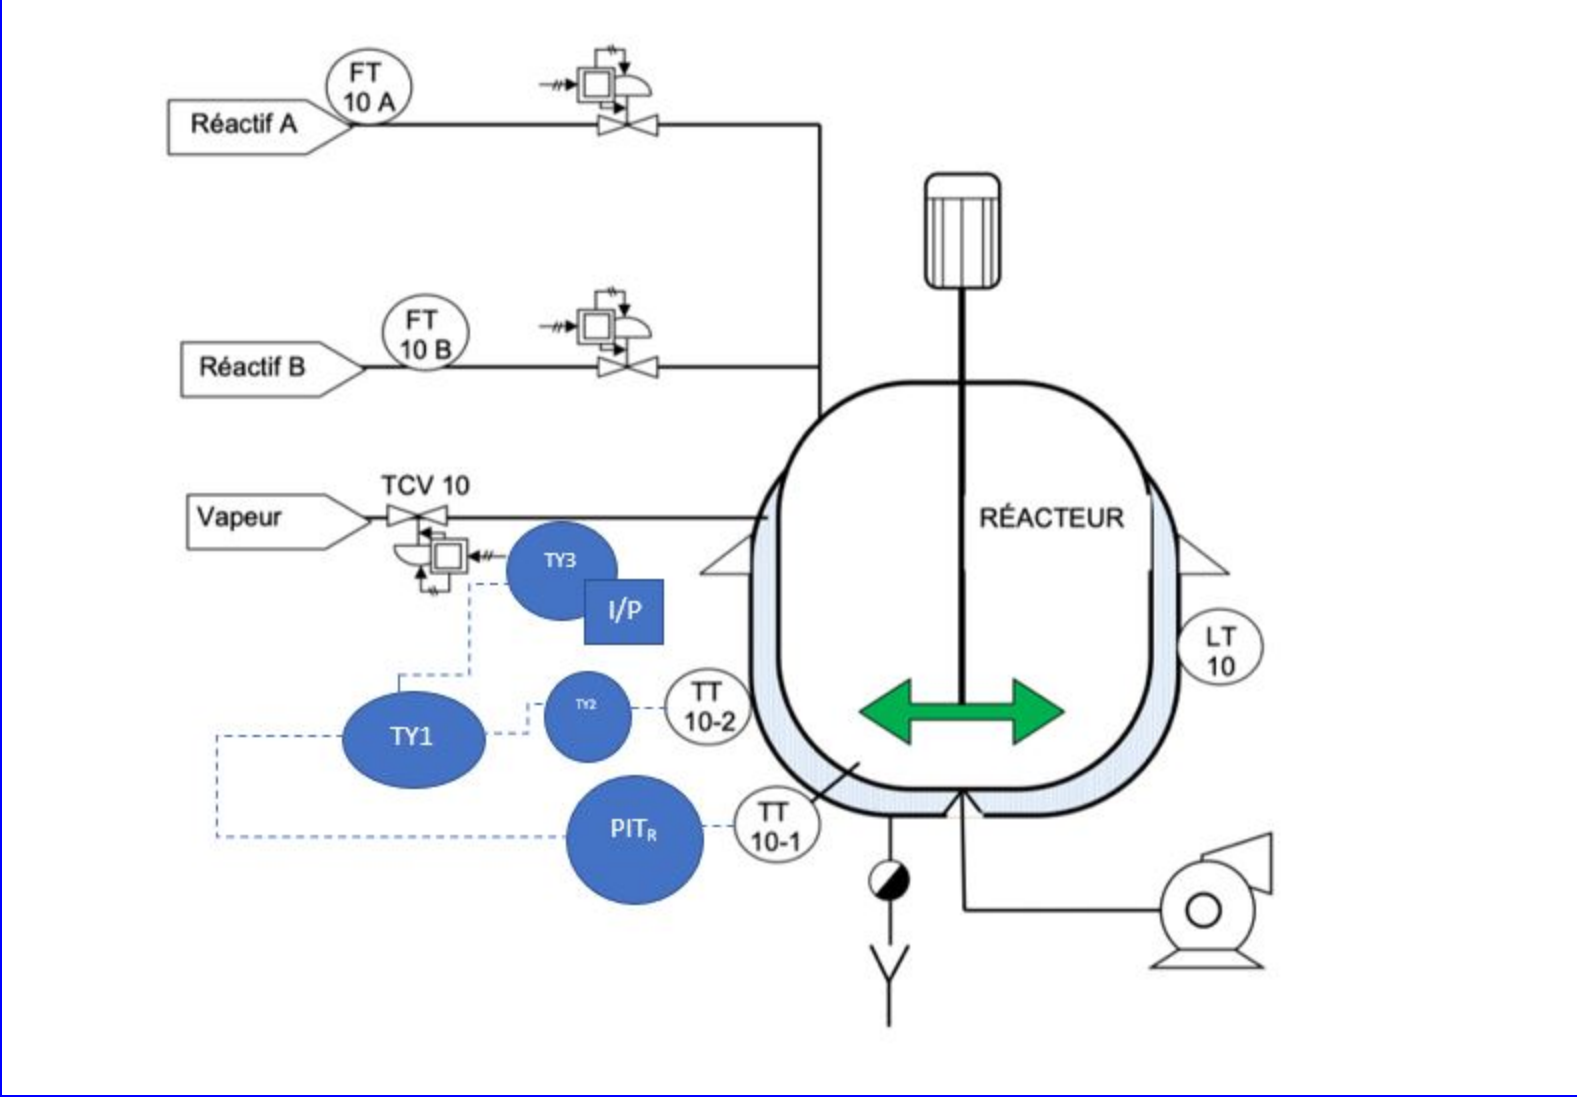 FT
10 A
Réactif A
FT
10 B
Réactif B
TCV 10
Vapeur
RÉACTEUR
TY3
I/P
LT
10
TT
10-2
TY2
TY1
PITR
TT
10-1